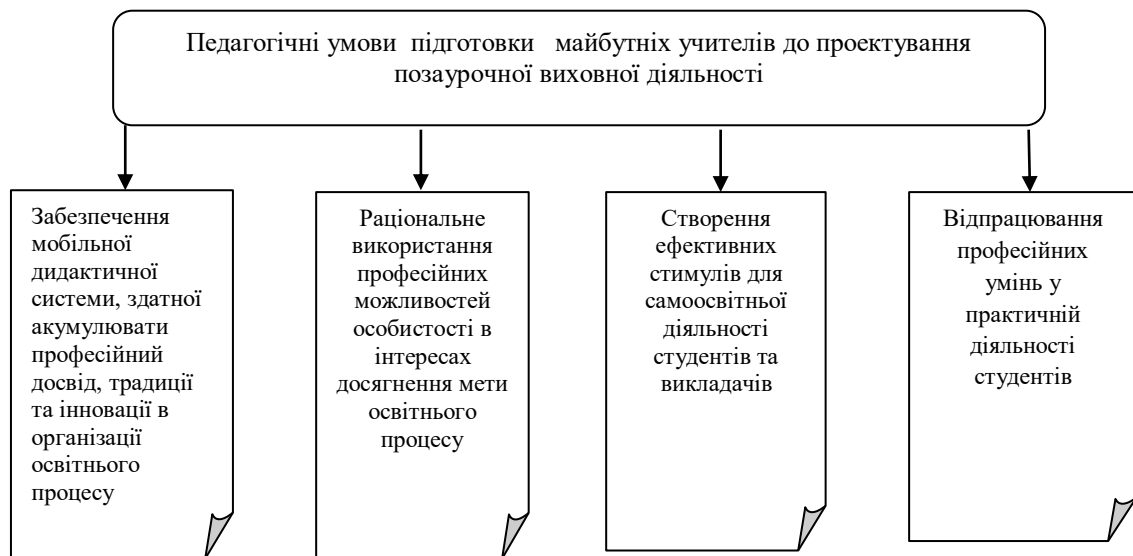 Педагогічні умови підготовки майбутніх учителів до проектування
позаурочної виховної діяльності
Забезпечення
мобільної
дидактичної
системи, здатної
акумулювати
професійний
досвід, традиції
та інновації в
організації
освітнього
процесу
Раціональне
використання
професійних
можливостей
особистості в
інтересах
досягнення мети
освітнього
процесу
Створення
ефективних
стимулів для
самоосвітньої
діяльності
студентів та
викладачів
Відпрацювання
професійних
умінь у
практичній
діяльності
студентів